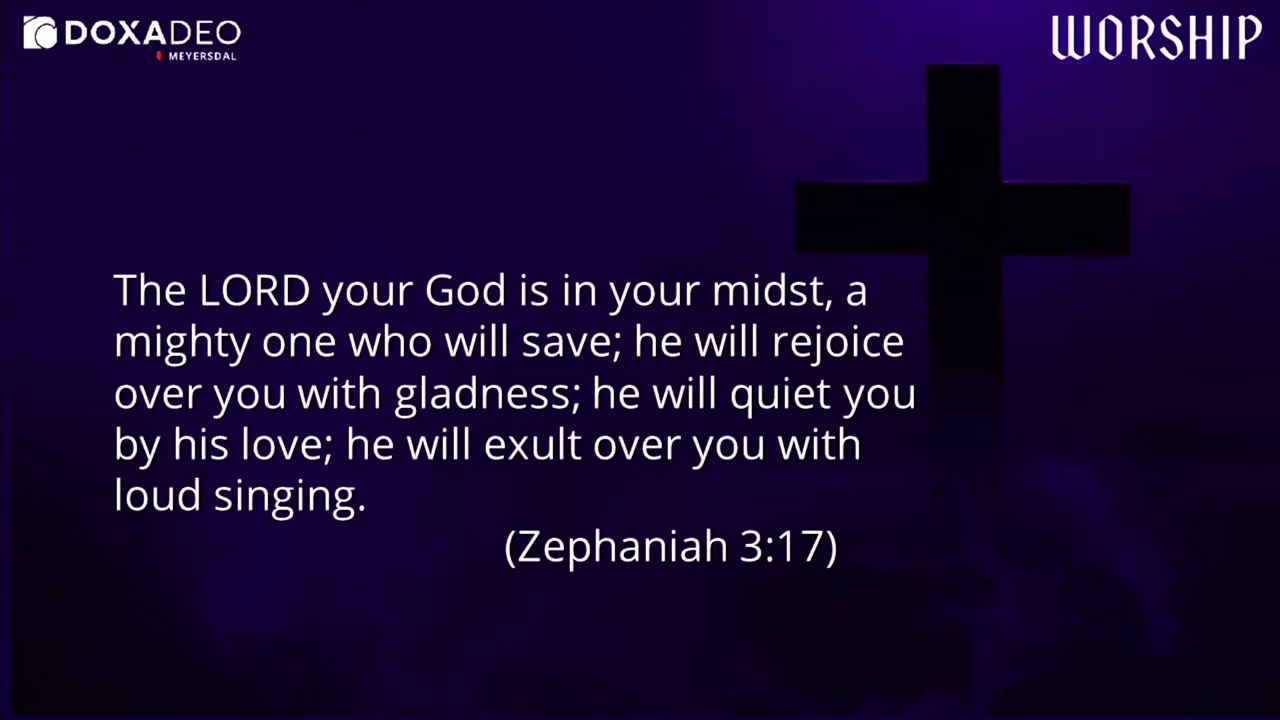 DOXADEO
MEYERSDAL
WORSHIP
The LORD your God is in your midst, a
mighty one who will save; he will rejoice
over you with gladness; he will quiet you
by his love; he will exult over you with
loud singing.
(Zephaniah 3:17)